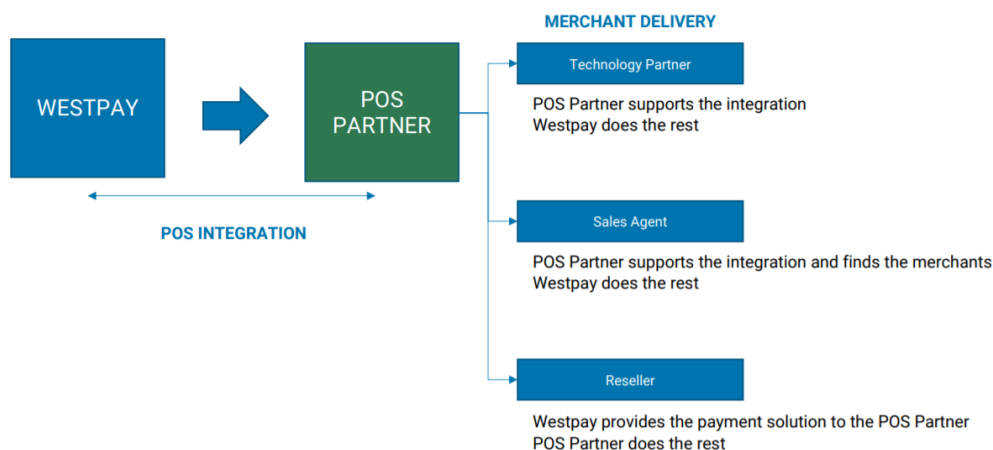 MERCHANT DELIVERY
WESTPAY
POS
PARTNER
POS INTEGRATION
Technology Partner
POS Partner supports the integration
Westpay does the rest
Sales Agent
POS Partner supports the integration and finds the merchants
Westpay does the rest
Reseller
Westpay provides the payment solution to the POS Partner
POS Partner does the rest